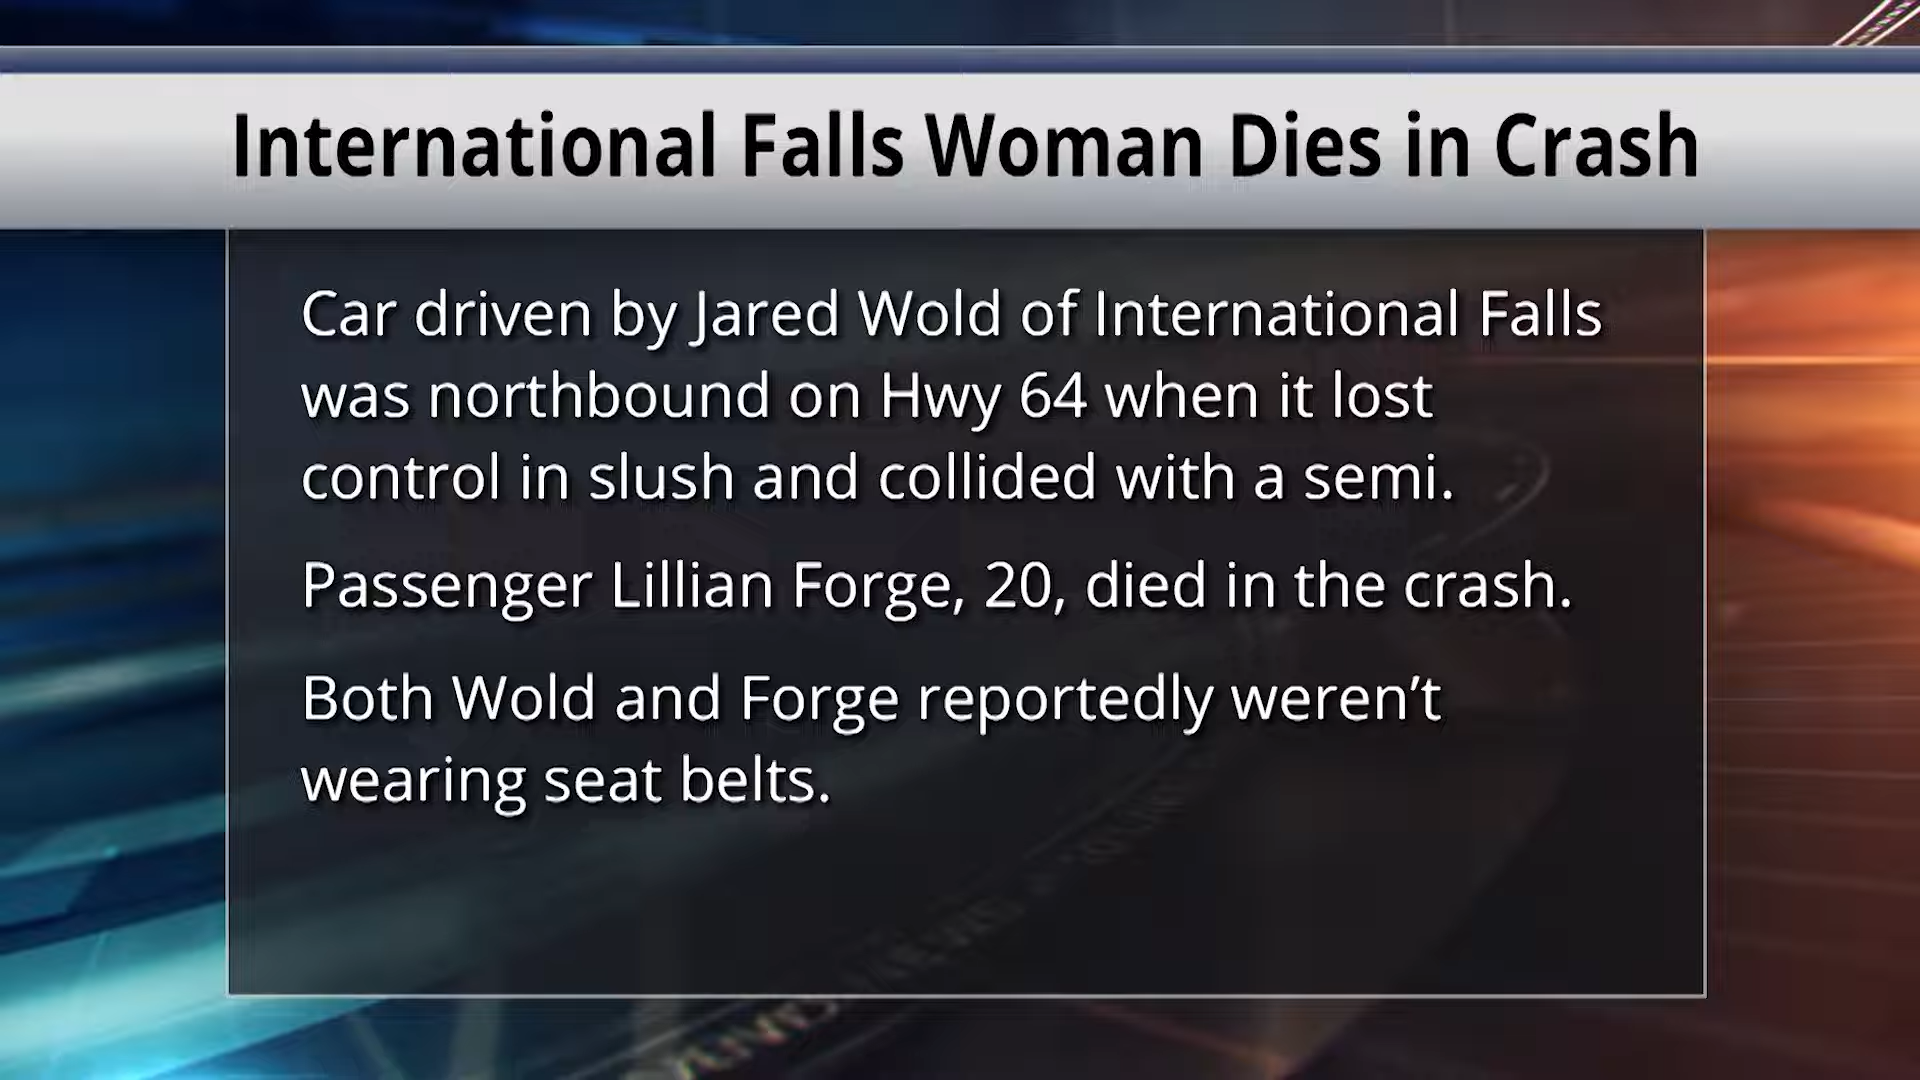 International Falls Woman Dies in Crash
Car driven by Jared Wold of International Falls
was northbound on Hwy 64 when it lost
control in slush and collided with a semi.
Passenger Lillian Forge, 20, died in the crash.
Both Wold and Forge reportedly weren’t
wearing seat belts.